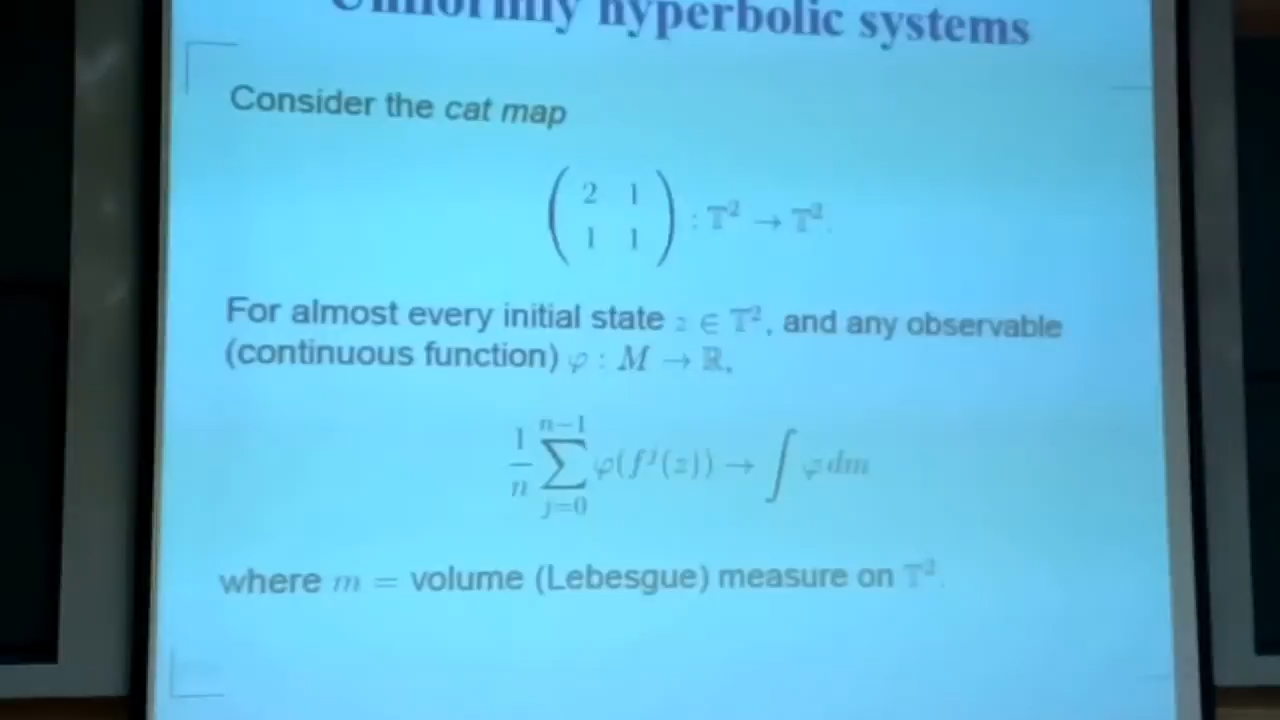 Uniformly hyperbolic systems
Consider the cat map
( 2 1
1 1 ) : 𝕋² → 𝕋².
For almost every initial state z ∈ 𝕋², and any observable
(continuous function) φ : M → ℝ,
1/n ∑_{j=0}^{n−1} φ(f^j(z)) → ∫ φ dm
where m = volume (Lebesgue) measure on 𝕋².